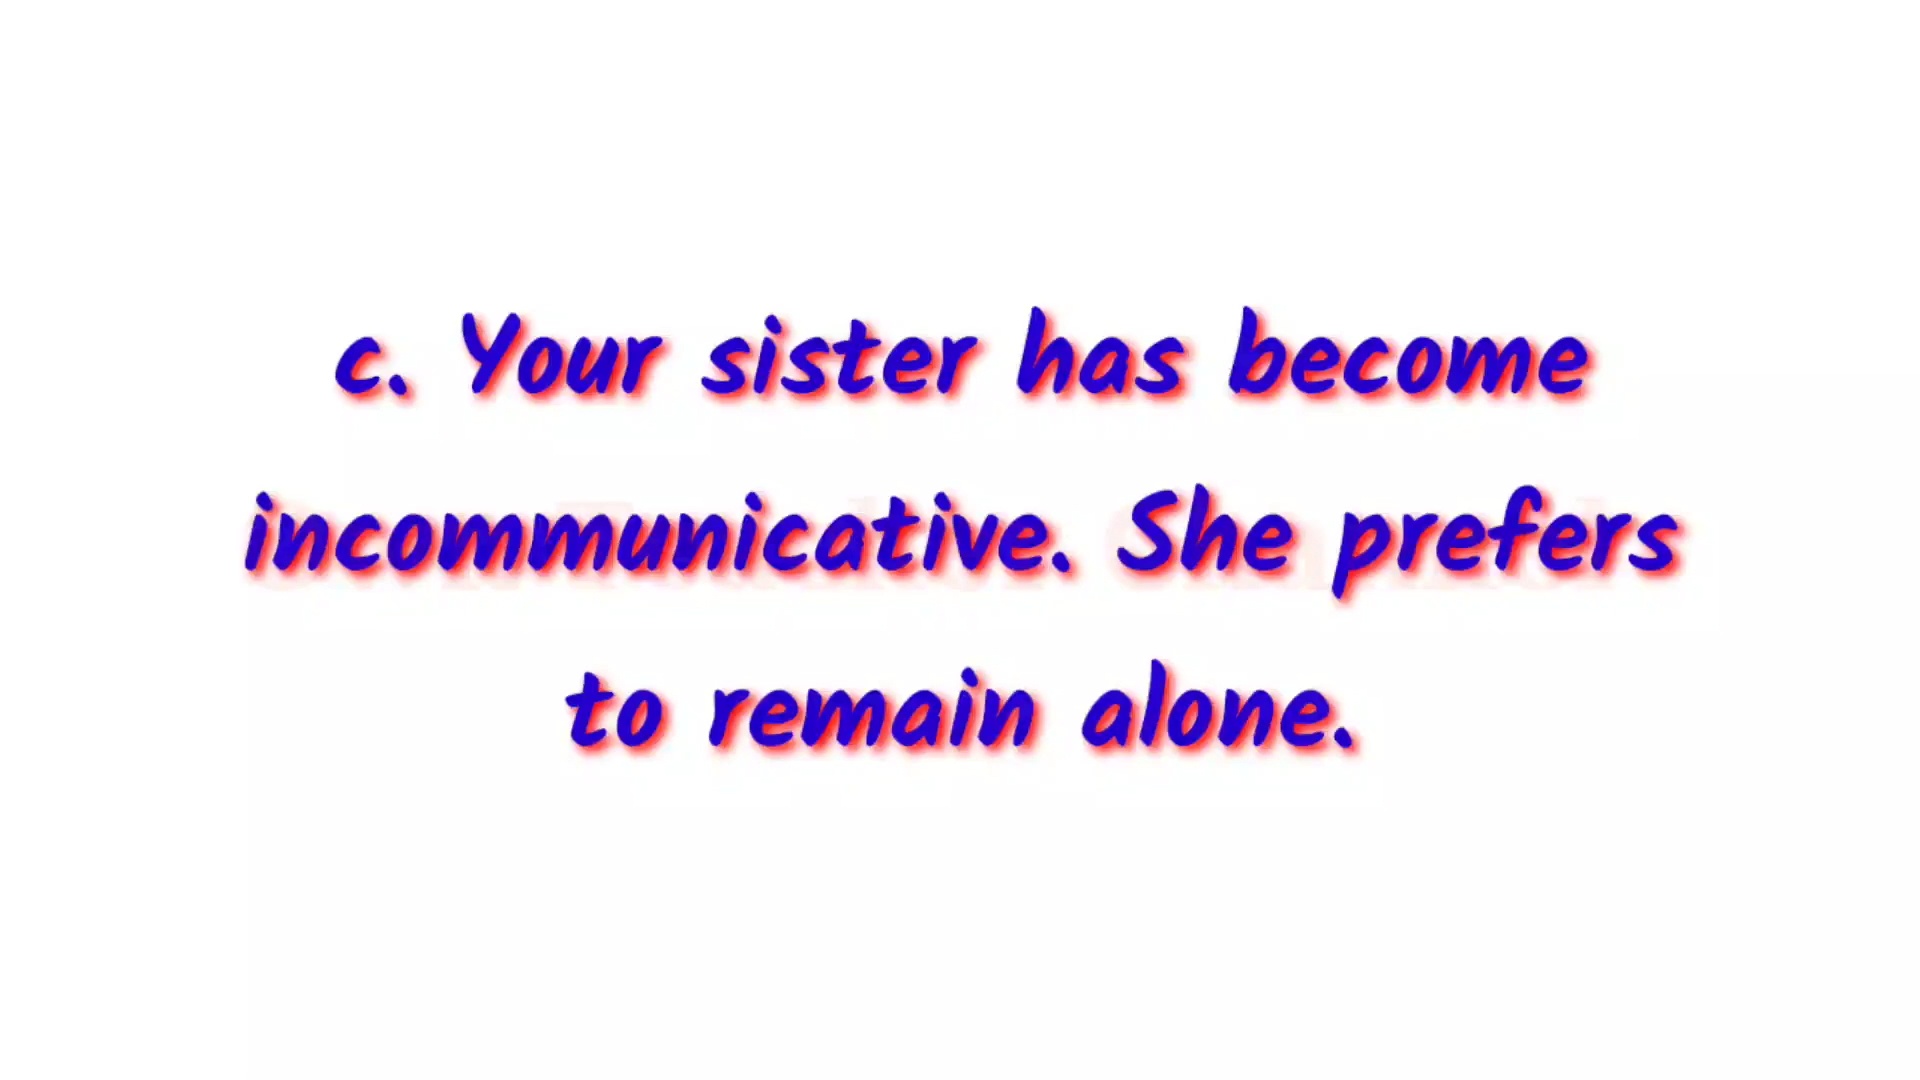 c. Your sister has become
incommunicative. She prefers
to remain alone.